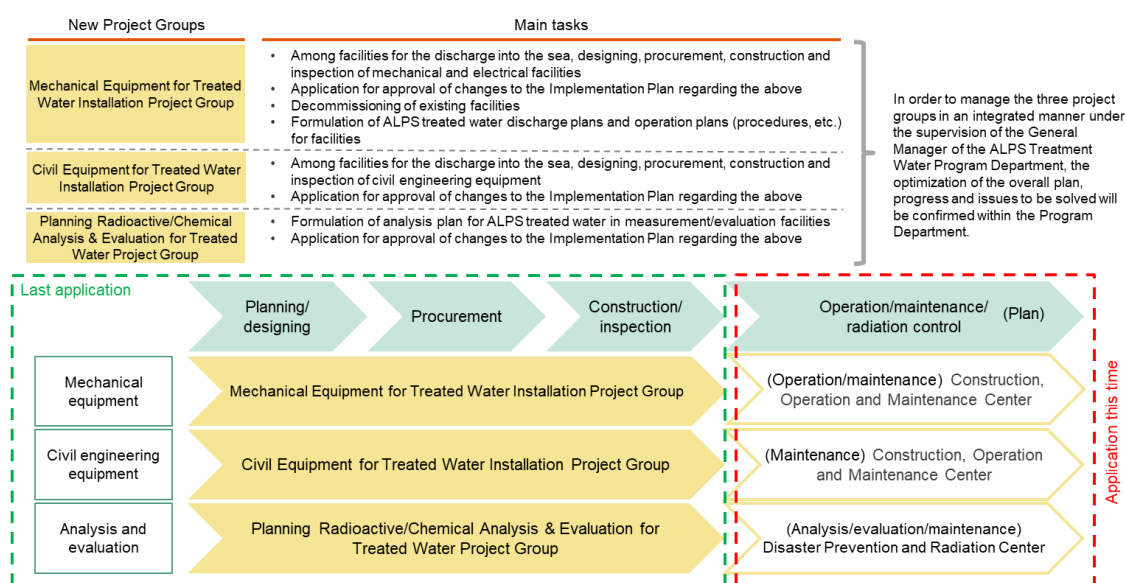 New Project Groups
Main tasks
Mechanical Equipment for Treated
Water Installation Project Group
• Among facilities for the discharge into the sea, designing, procurement, construction and
inspection of mechanical and electrical facilities
• Application for approval of changes to the Implementation Plan regarding the above
• Decommissioning of existing facilities
• Formulation of ALPS treated water discharge plans and operation plans (procedures, etc.)
for facilities
Civil Equipment for Treated Water
Installation Project Group
• Among facilities for the discharge into the sea, designing, procurement, construction and
inspection of civil engineering equipment
• Application for approval of changes to the Implementation Plan regarding the above
Planning Radioactive/Chemical
Analysis & Evaluation for Treated
Water Project Group
• Formulation of analysis plan for ALPS treated water in measurement/evaluation facilities
• Application for approval of changes to the Implementation Plan regarding the above
In order to manage the three project
groups in an integrated manner under
the supervision of the General
Manager of the ALPS Treatment
Water Program Department, the
optimization of the overall plan,
progress and issues to be solved will
be confirmed within the Program
Department.
Last application
Planning/
designing
Procurement
Construction/
inspection
Operation/maintenance/
radiation control
(Plan)
Mechanical
equipment
Mechanical Equipment for Treated Water Installation Project Group
(Operation/maintenance) Construction,
Operation and Maintenance Center
Civil engineering
equipment
Civil Equipment for Treated Water Installation Project Group
(Maintenance) Construction, Operation
and Maintenance Center
Analysis and
evaluation
Planning Radioactive/Chemical Analysis & Evaluation for
Treated Water Project Group
(Analysis/evaluation/maintenance)
Disaster Prevention and Radiation Center
Application this time